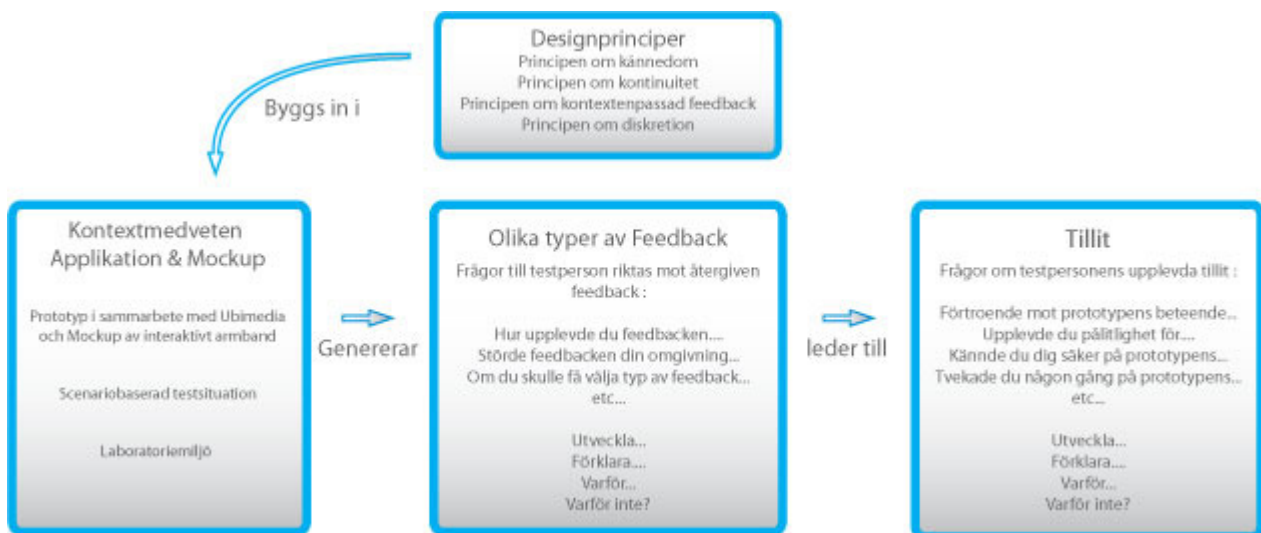 Designprinciper
Principen om kännedom
Principen om kontinuitet
Principen om kontextenpassad feedback
Principen om diskretion
Byggs in i
Kontextmedveten
Applikation & Mockup
Prototyp i sammarbete med Ubimedia
och Mockup av interaktivt armband
Scenariobaserad testsituation
Laboratoriemiljö
Genererar
Olika typer av Feedback
Frågor till testperson riktas mot återgiven
feedback :
Hur upplevde du feedbacken....
Störde feedbacken din omgivning...
Om du skulle få välja typ av feedback...
etc...
Utveckla...
Förklara....
Varför...
Varför inte?
leder till
Tillit
Frågor om testpersonens upplevda tillit :
Förtroende mot prototypens beteende...
Upplevde du pålitlighet för....
Kännde du dig säker på prototypens...
Tvekade du någon gång på prototypens...
etc...
Utveckla...
Förklara....
Varför...
Varför inte?